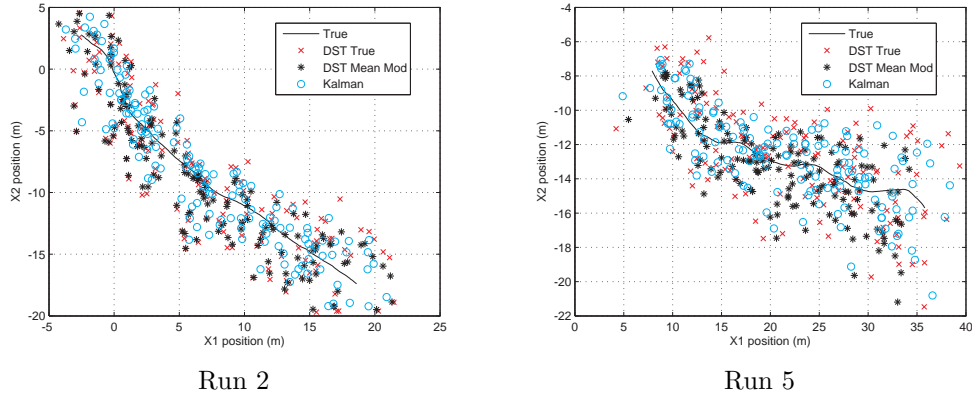 True
DST True
DST Mean Mod
Kalman
5
0
-5
-10
-15
-20
X2 position (m)
-5 0 5 10 15 20 25
X1 position (m)
Run 2
True
DST True
DST Mean Mod
Kalman
-4
-6
-8
-10
-12
-14
-16
-18
-20
-22
X2 position (m)
0 5 10 15 20 25 30 35 40
X1 position (m)
Run 5